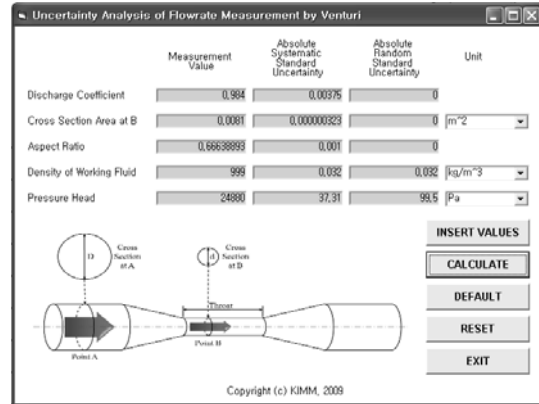 Uncertainty Analysis of Flowrate Measurement by Venturi
Measurement Value
Absolute Systematic Standard Uncertainty
Absolute Random Standard Uncertainty
Unit
Discharge Coefficient 0,984 0,00375 0
Cross Section Area at B 0,0081 0,000000323 0 m^2
Aspect Ratio 0,66638893 0,001 0
Density of Working Fluid 999 0,032 0,032 kg/m^3
Pressure Head 24880 37,31 99,5 Pa
INSERT VALUES
CALCULATE
DEFAULT
RESET
EXIT
D
Cross
Section
at A
d
Cross
Section
at B
Throat
Point A
Point B
Copyright (c) KIMM, 2009